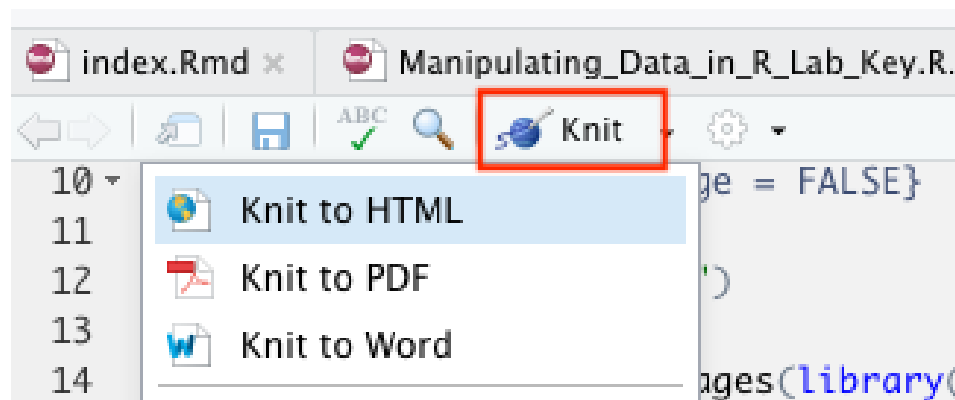 index.Rmd × Manipulating_Data_in_R_Lab_Key.R.
ABC Knit
10 ge = FALSE}
Knit to HTML
11
12 Knit to PDF ")
13
Knit to Word
14 ages(library(